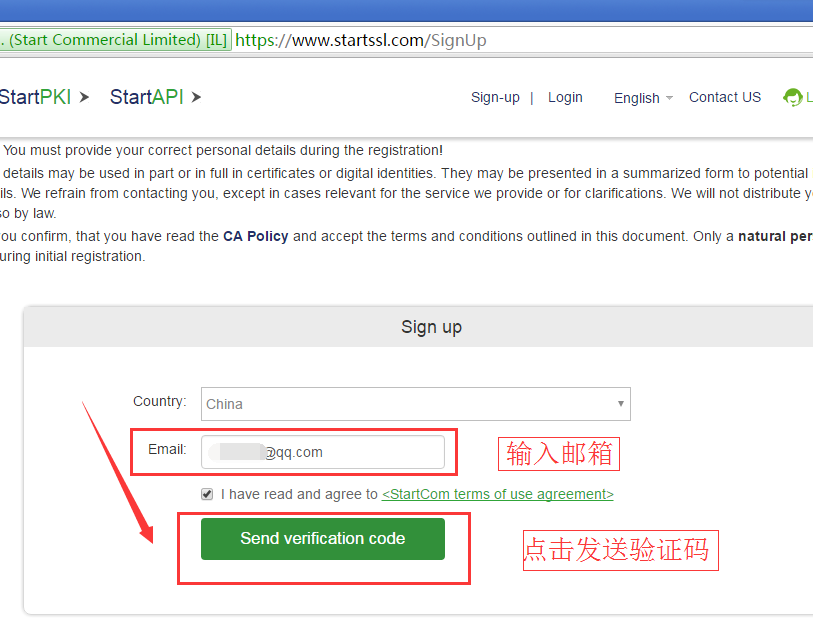 . (Start Commercial Limited) [IL] https://www.startssl.com/SignUp
StartPKI StartAPI Sign-up | Login English Contact US
You must provide your correct personal details during the registration!
details may be used in part or in full in certificates or digital identities. They may be presented in a summarized form to potential
ils. We refrain from contacting you, except in cases relevant for the service we provide or for clarifications. We will not distribute y
so by law.
ou confirm, that you have read the CA Policy and accept the terms and conditions outlined in this document. Only a natural per
uring initial registration.
Sign up
Country: China
Email: @qq.com 输入邮箱
I have read and agree to <StartCom terms of use agreement>
Send verification code 点击发送验证码